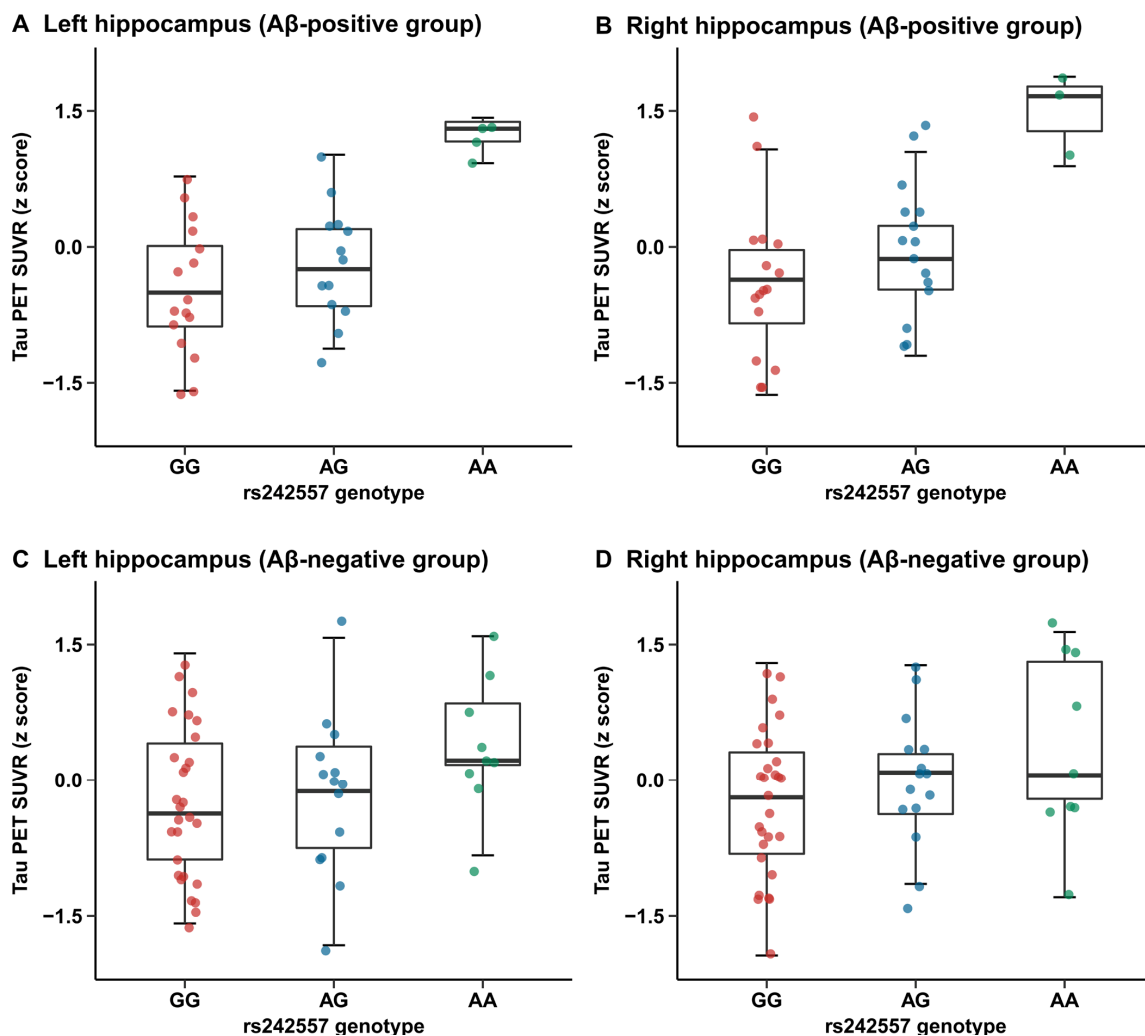 A Left hippocampus (Aβ-positive group)
Tau PET SUVR (z score)
1.5
0.0
−1.5
GG AG AA
rs242557 genotype
B Right hippocampus (Aβ-positive group)
Tau PET SUVR (z score)
1.5
0.0
−1.5
GG AG AA
rs242557 genotype
C Left hippocampus (Aβ-negative group)
Tau PET SUVR (z score)
1.5
0.0
−1.5
GG AG AA
rs242557 genotype
D Right hippocampus (Aβ-negative group)
Tau PET SUVR (z score)
1.5
0.0
−1.5
GG AG AA
rs242557 genotype